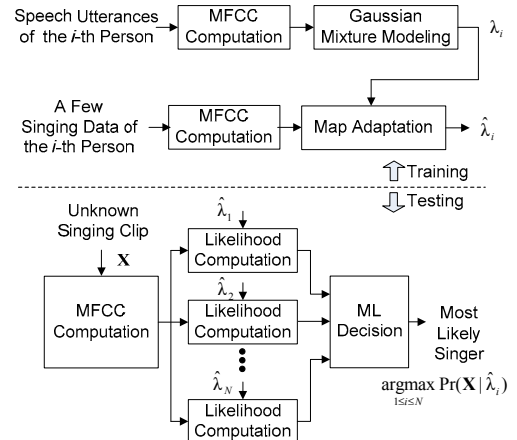 Speech Utterances
of the i-th Person
MFCC
Computation
Gaussian
Mixture Modeling
λi
A Few
Singing Data of
the i-th Person
MFCC
Computation
Map Adaptation
λ̂i
Training
Testing
Unknown
Singing Clip
X
MFCC
Computation
λ̂1
Likelihood
Computation
λ̂2
Likelihood
Computation
λ̂N
Likelihood
Computation
ML
Decision
Most
Likely
Singer
argmax Pr(X | λ̂i)
1≤i≤N